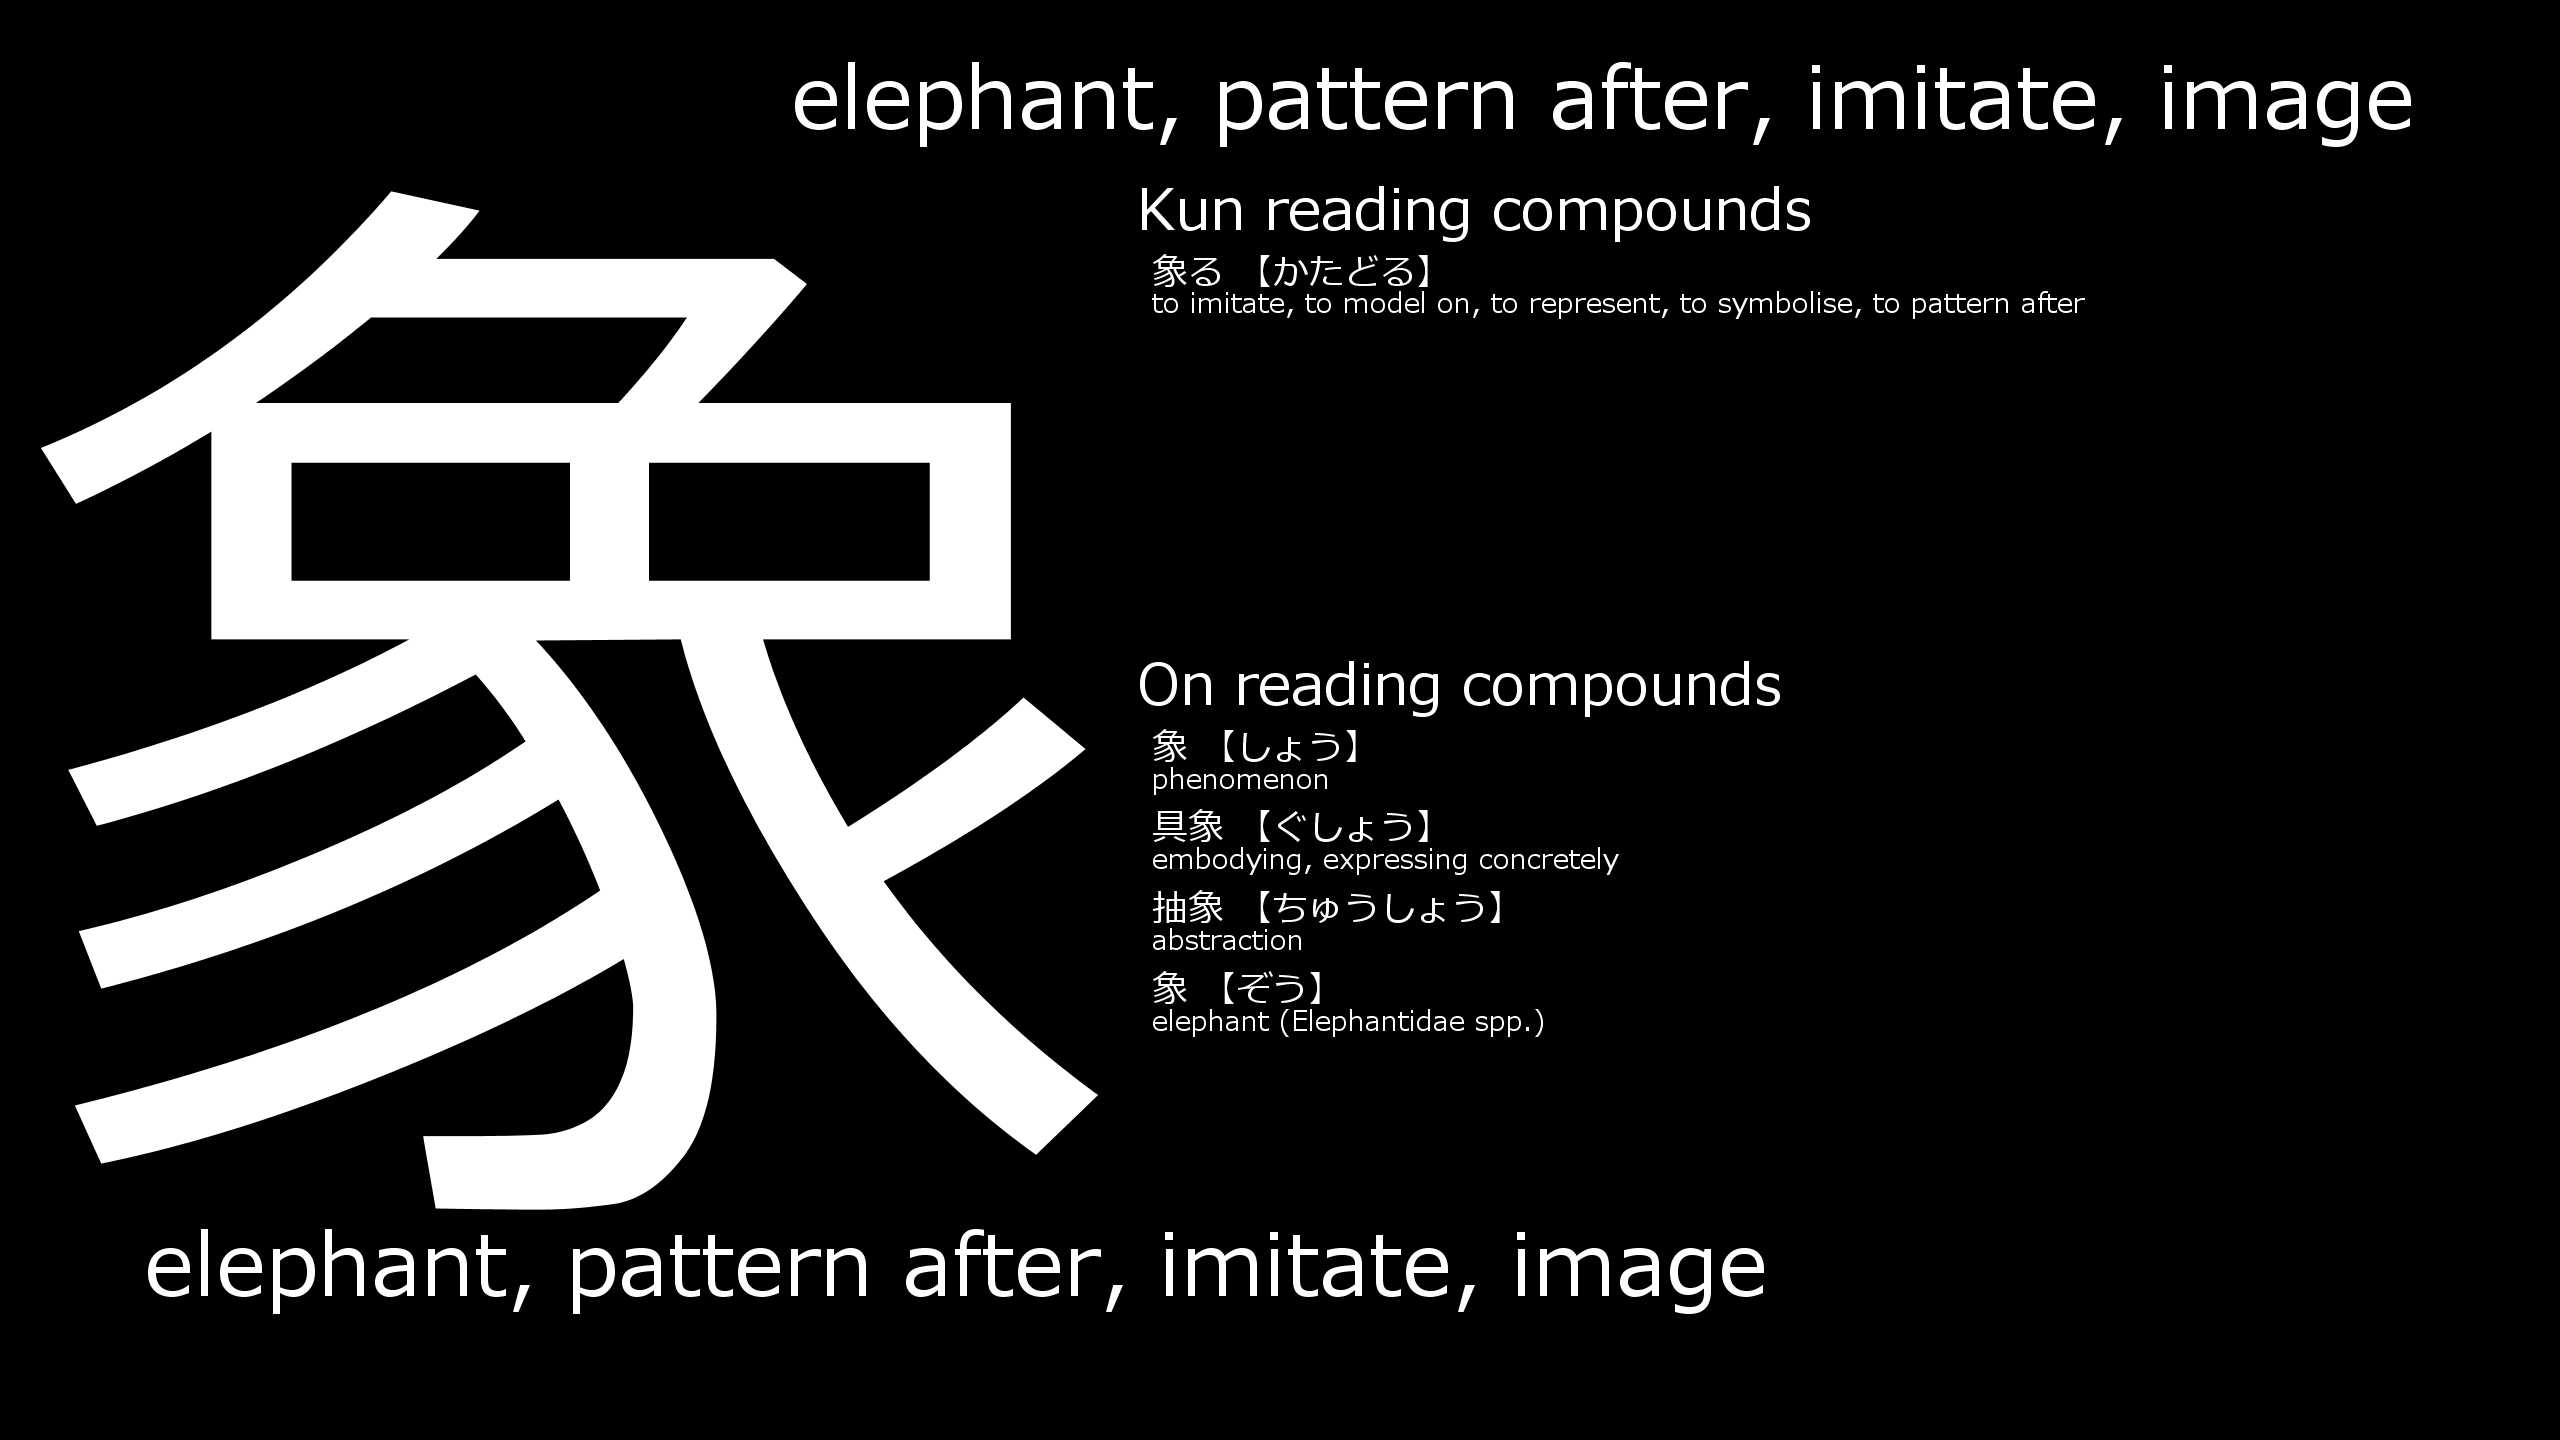 elephant, pattern after, imitate, image
象
Kun reading compounds
象る 【かたどる】
to imitate, to model on, to represent, to symbolise, to pattern after
On reading compounds
象 【しょう】
phenomenon
具象 【ぐしょう】
embodying, expressing concretely
抽象 【ちゅうしょう】
abstraction
象 【ぞう】
elephant (Elephantidae spp.)
elephant, pattern after, imitate, image